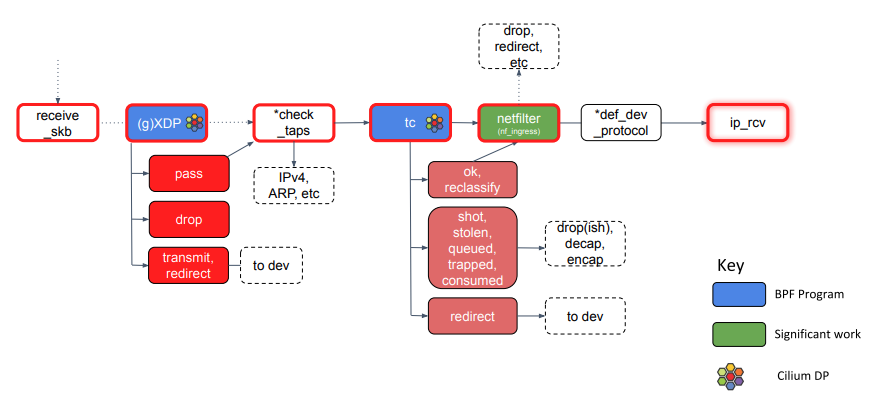 drop,
redirect,
etc
receive
_skb
(g)XDP
*check
_taps
tc
netfilter
(nf_ingress)
*def_dev
_protocol
ip_rcv
pass
IPv4,
ARP, etc
ok,
reclassify
drop
shot,
stolen,
queued,
trapped,
consumed
drop(ish),
decap,
encap
transmit,
redirect
to dev
redirect
to dev
Key
BPF Program
Significant work
Cilium DP